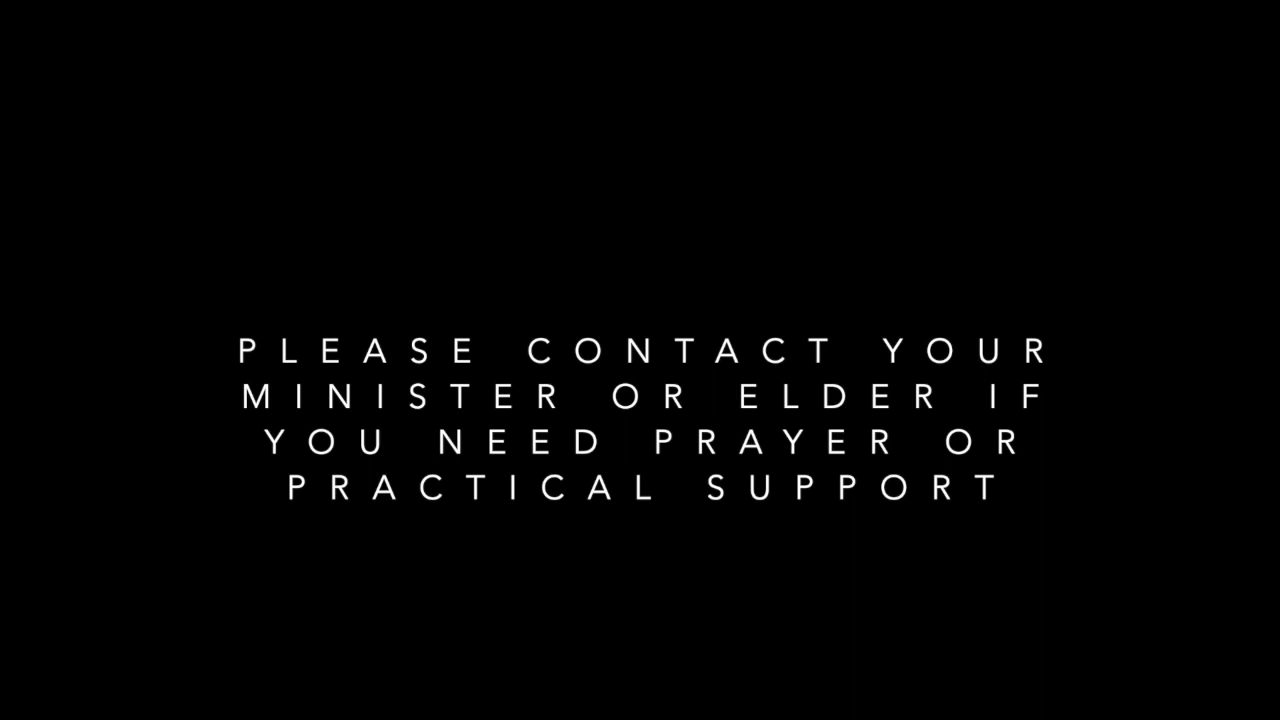 PLEASE CONTACT YOUR
MINISTER OR ELDER IF
YOU NEED PRAYER OR
PRACTICAL SUPPORT